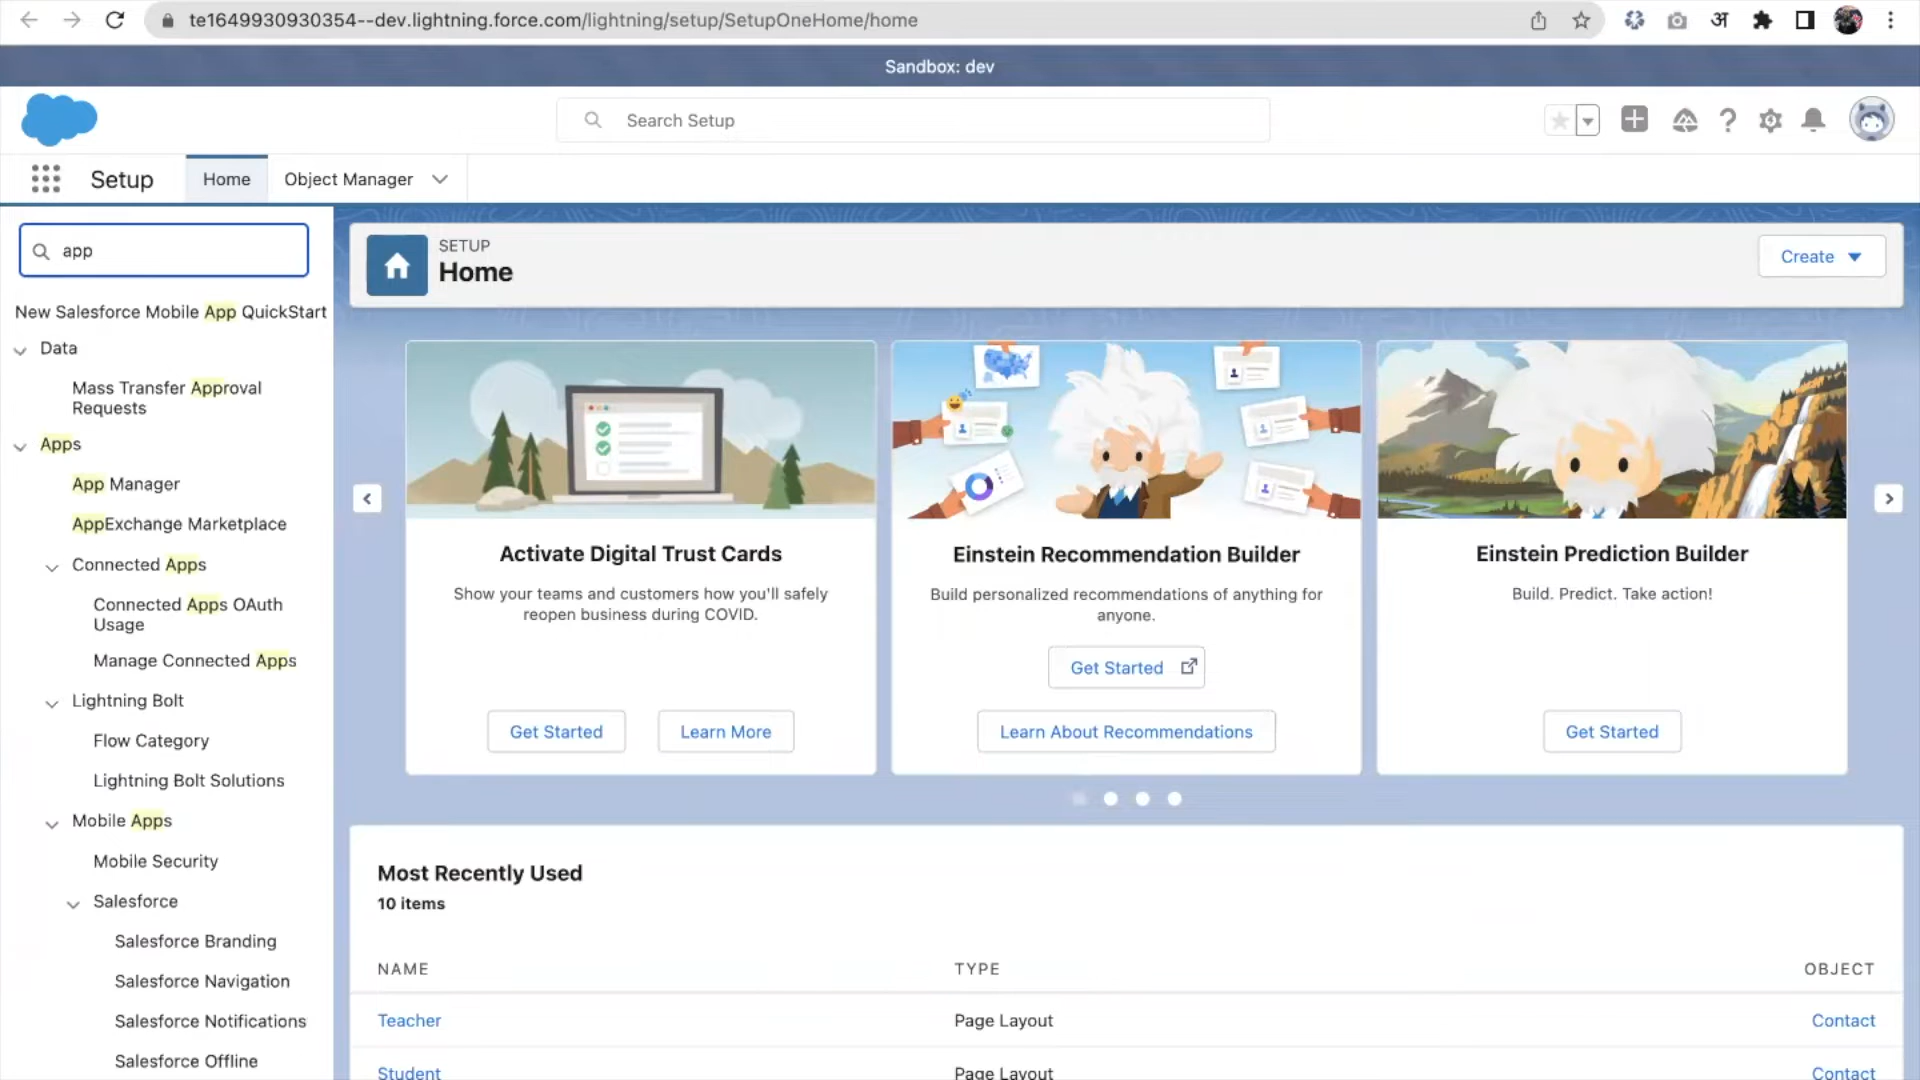 te1649930930354--dev.lightning.force.com/lightning/setup/SetupOneHome/home
अ
Sandbox: dev
Search Setup
Setup
Home
Object Manager
app
New Salesforce Mobile App QuickStart
Data
Mass Transfer Approval
Requests
Apps
App Manager
AppExchange Marketplace
Connected Apps
Connected Apps OAuth
Usage
Manage Connected Apps
Lightning Bolt
Flow Category
Lightning Bolt Solutions
Mobile Apps
Mobile Security
Salesforce
Salesforce Branding
Salesforce Navigation
Salesforce Notifications
Salesforce Offline
SETUP
Home
Create
Activate Digital Trust Cards
Show your teams and customers how you'll safely
reopen business during COVID.
Get Started
Learn More
Einstein Recommendation Builder
Build personalized recommendations of anything for
anyone.
Get Started
Learn About Recommendations
Einstein Prediction Builder
Build. Predict. Take action!
Get Started
Most Recently Used
10 items
NAME TYPE OBJECT
Teacher Page Layout Contact
Student Page Layout Contact